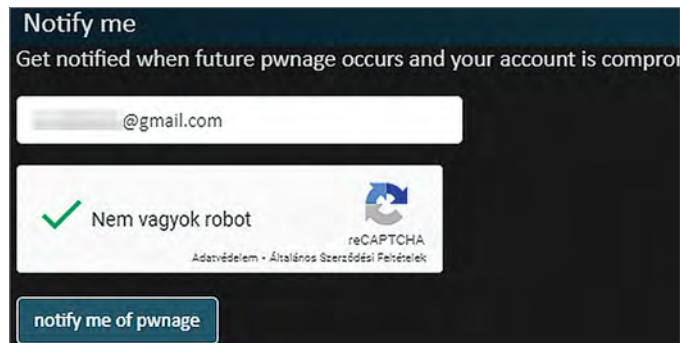 Notify me
Get notified when future pwnage occurs and your account is compro
@gmail.com
Nem vagyok robot
reCAPTCHA
Adatvédelem - Általános Szerződési Feltételek
notify me of pwnage